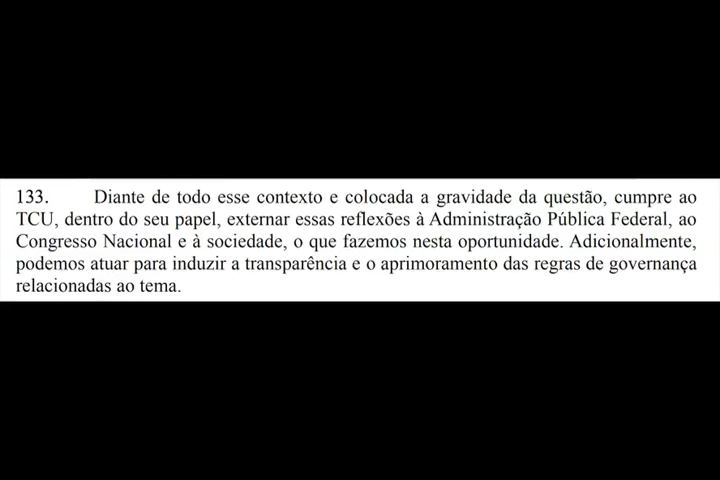 133. Diante de todo esse contexto e colocada a gravidade da questão, cumpre ao
TCU, dentro do seu papel, externar essas reflexões à Administração Pública Federal, ao
Congresso Nacional e à sociedade, o que fazemos nesta oportunidade. Adicionalmente,
podemos atuar para induzir a transparência e o aprimoramento das regras de governança
relacionadas ao tema.